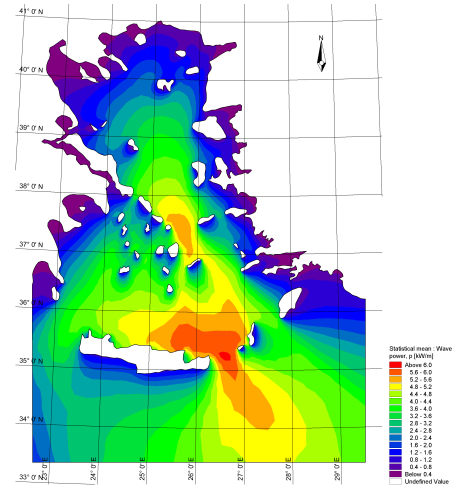 41° 0' N
N
40° 0' N
39° 0' N
38° 0' N
37° 0' N
36° 0' N
35° 0' N
34° 0' N
33° 0' N
23° 0' E
24° 0' E
25° 0' E
26° 0' E
27° 0' E
28° 0' E
29° 0' E
Statistical mean : Wave
power, p [kW/m]
Above 6.0
5.6 - 6.0
5.2 - 5.6
4.8 - 5.2
4.4 - 4.8
4.0 - 4.4
3.6 - 4.0
3.2 - 3.6
2.8 - 3.2
2.4 - 2.8
2.0 - 2.4
1.6 - 2.0
1.2 - 1.6
0.8 - 1.2
0.4 - 0.8
Below 0.4
Undefined Value